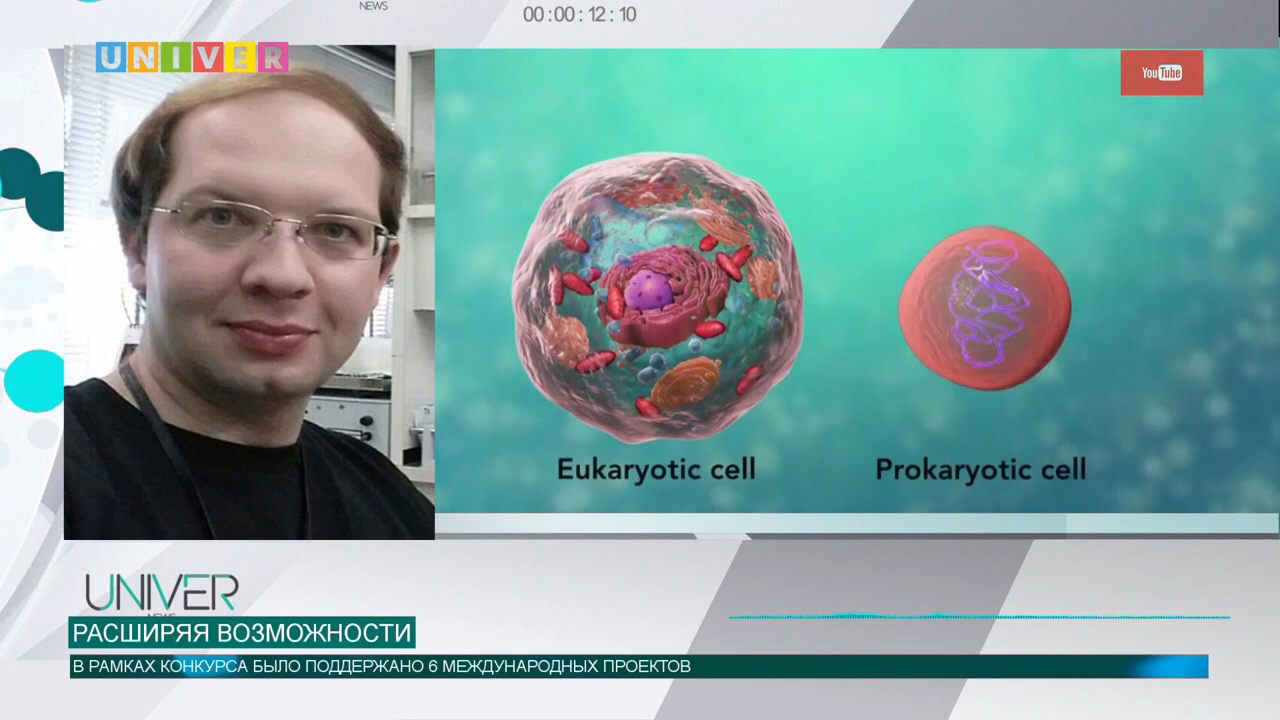 NEWS
00:00:12:10
UNIVER
YouTube
Eukaryotic cell
Prokaryotic cell
UNIVER
NEWS
РАСШИРЯЯ ВОЗМОЖНОСТИ
В РАМКАХ КОНКУРСА БЫЛО ПОДДЕРЖАНО 6 МЕЖДУНАРОДНЫХ ПРОЕКТОВ